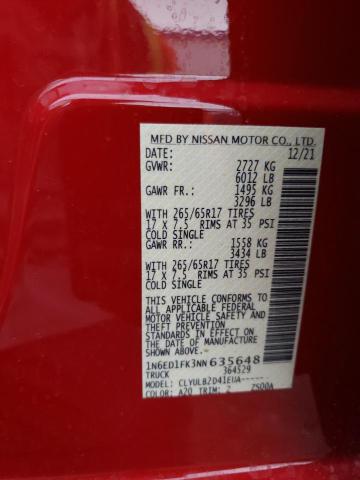 MFD BY NISSAN MOTOR CO., LTD.
DATE: 12/21
GVWR: 2727 KG
6012 LB
GAWR FR.: 1495 KG
3296 LB
WITH 265/65R17 TIRES
17 X 7.5 RIMS AT 35 PSI
COLD SINGLE
GAWR RR.: 1558 KG
3434 LB
WITH 265/65R17 TIRES
17 X 7.5 RIMS AT 35 PSI
COLD SINGLE
THIS VEHICLE CONFORMS TO
ALL APPLICABLE FEDERAL
MOTOR VEHICLE SAFETY AND
THEFT PREVENTION
STANDARDS IN EFFECT ON
THE DATE OF MANUFACTURE
SHOWN ABOVE.
1N6ED1FK3NN635648
TRUCK 364529
MODEL: CLYULB2D41EUA-----
COLOR: A20 TRIM: 2 7500A